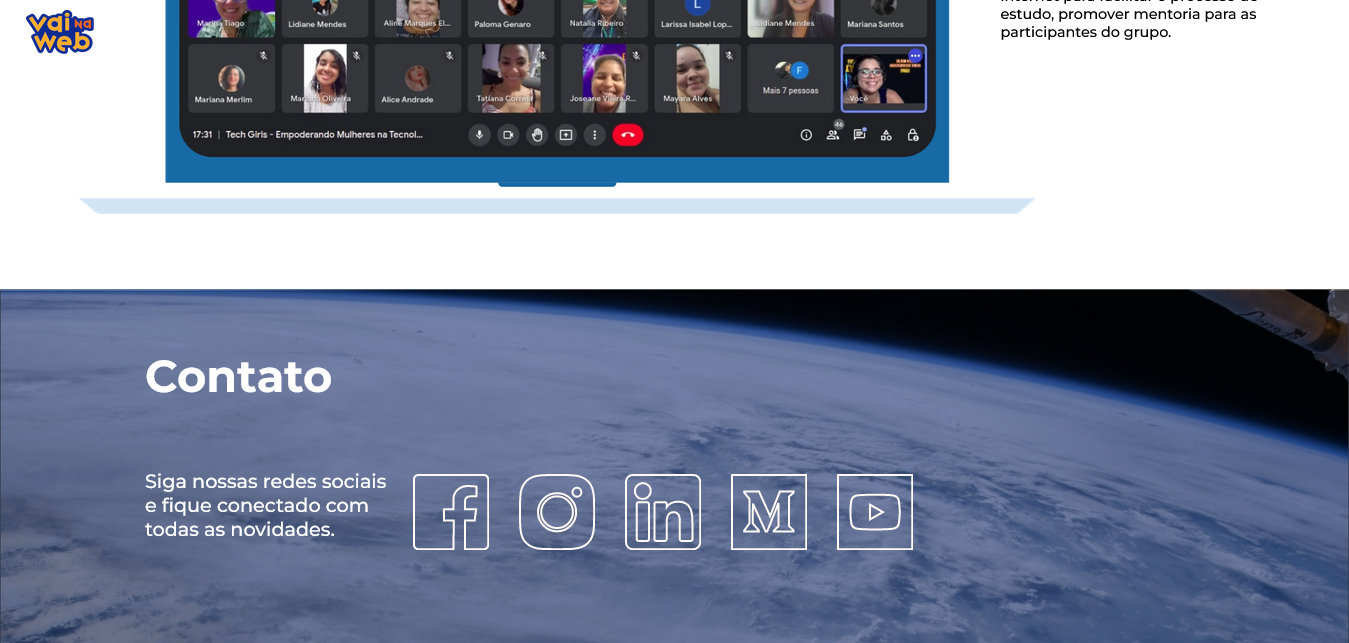 vai na
web
Marina Tiago
Lidiane Mendes
Aline Marques El...
Paloma Genaro
Natalia Ribeiro
L
Larissa Isabel Lop...
Lidiane Mendes
Mariana Santos
estudo, promover mentoria para as
participantes do grupo.
Mariana Merlim
Mariana Oliveira
Alice Andrade
Tatiana Correa
Joseane Vieira R...
Mayara Alves
F
Mais 7 pessoas
Você
17:31 | Tech Girls - Empoderando Mulheres na Tecnol...
46
Contato
Siga nossas redes sociais
e fique conectado com
todas as novidades.
f
in
M